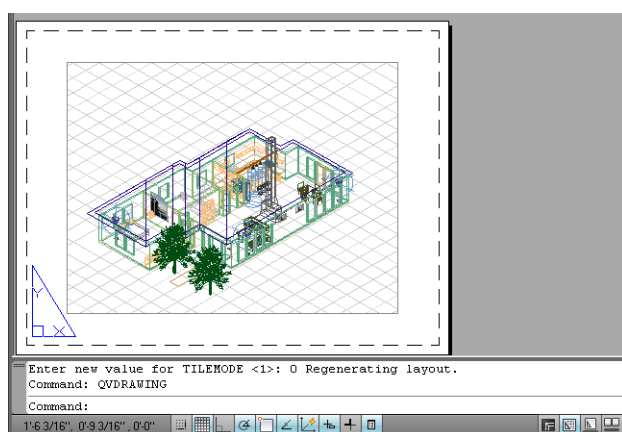 Y
X
Enter new value for TILEMODE <1>: 0 Regenerating layout.
Command: QVDRAWING
Command:
1'-6 3/16", 0'-9 3/16" , 0'-0"